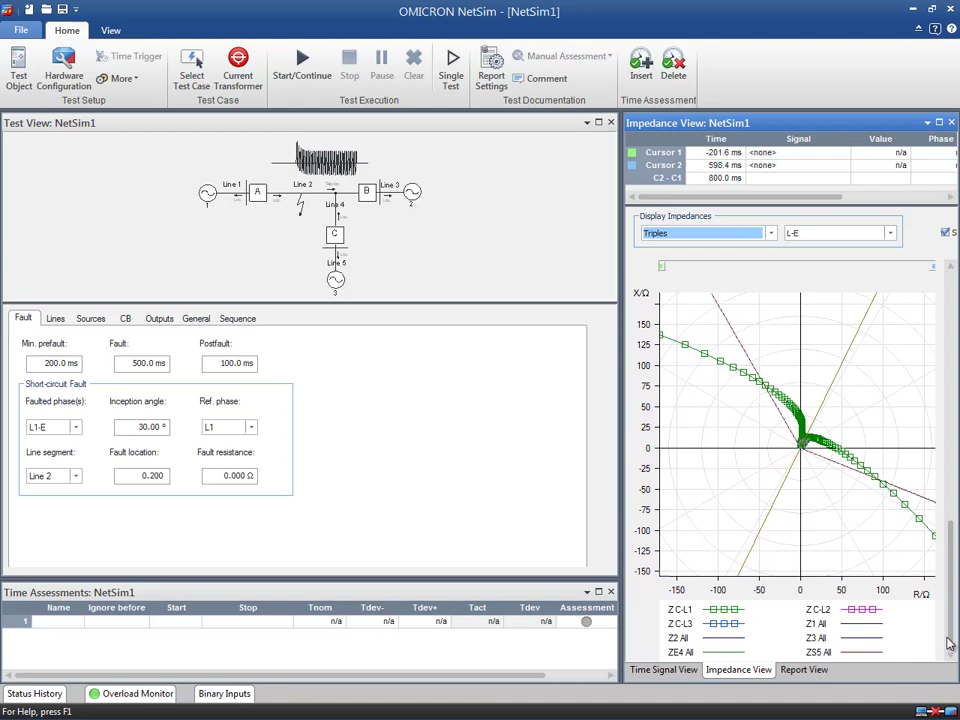 OMICRON NetSim - [NetSim1]
File Home View
Test Object
Hardware Configuration
Time Trigger
More
Test Setup
Select Test Case
Current Transformer
Test Case
Start/Continue
Stop
Pause
Clear
Single Test
Test Execution
Report Settings
Manual Assessment
Comment
Test Documentation
Insert
Delete
Time Assessment
Test View: NetSim1
Line 1 A Line 2 B Line 3
1 2
Line 4
C
Line 5
3
Fault Lines Sources CB Outputs General Sequence
Min. prefault: Fault: Postfault:
200.0 ms 500.0 ms 100.0 ms
Short-circuit Fault
Faulted phase(s): Inception angle: Ref. phase:
L1-E 30.00 ° L1
Line segment: Fault location: Fault resistance:
Line 2 0.200 0.000 Ω
Time Assessments: NetSim1
Name Ignore before Start Stop Tnom Tdev- Tdev+ Tact Tdev Assessment
1 n/a n/a n/a n/a n/a
Impedance View: NetSim1
Time Signal Value Phase
Cursor 1 -201.6 ms <none> n/a
Cursor 2 598.4 ms <none> n/a
C2 - C1 800.0 ms
Display Impedances
Triples L-E
X/Ω
150
125
100
75
50
25
0
-25
-50
-75
-100
-125
-150
-150 -100 -50 0 50 100 150 R/Ω
Z C-L1 Z C-L2
Z C-L3 Z1 All
Z2 All Z3 All
ZE4 All ZS5 All
Time Signal View Impedance View Report View
Status History Overload Monitor Binary Inputs
For Help, press F1